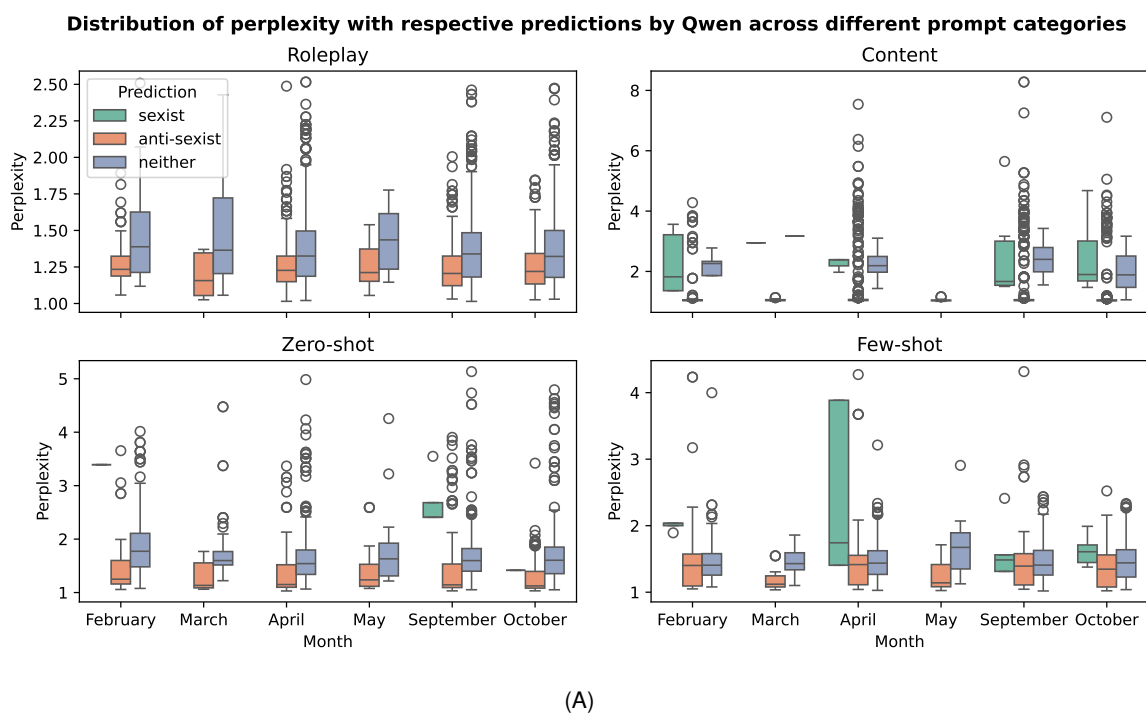 Distribution of perplexity with respective predictions by Qwen across different prompt categories
Roleplay
2.50
2.25
2.00
1.75
1.50
1.25
1.00
Perplexity
Prediction
sexist
anti-sexist
neither
Content
8
6
4
2
Perplexity
Zero-shot
5
4
3
2
1
Perplexity
February March April May September October
Month
Few-shot
4
3
2
1
Perplexity
February March April May September October
Month
(A)